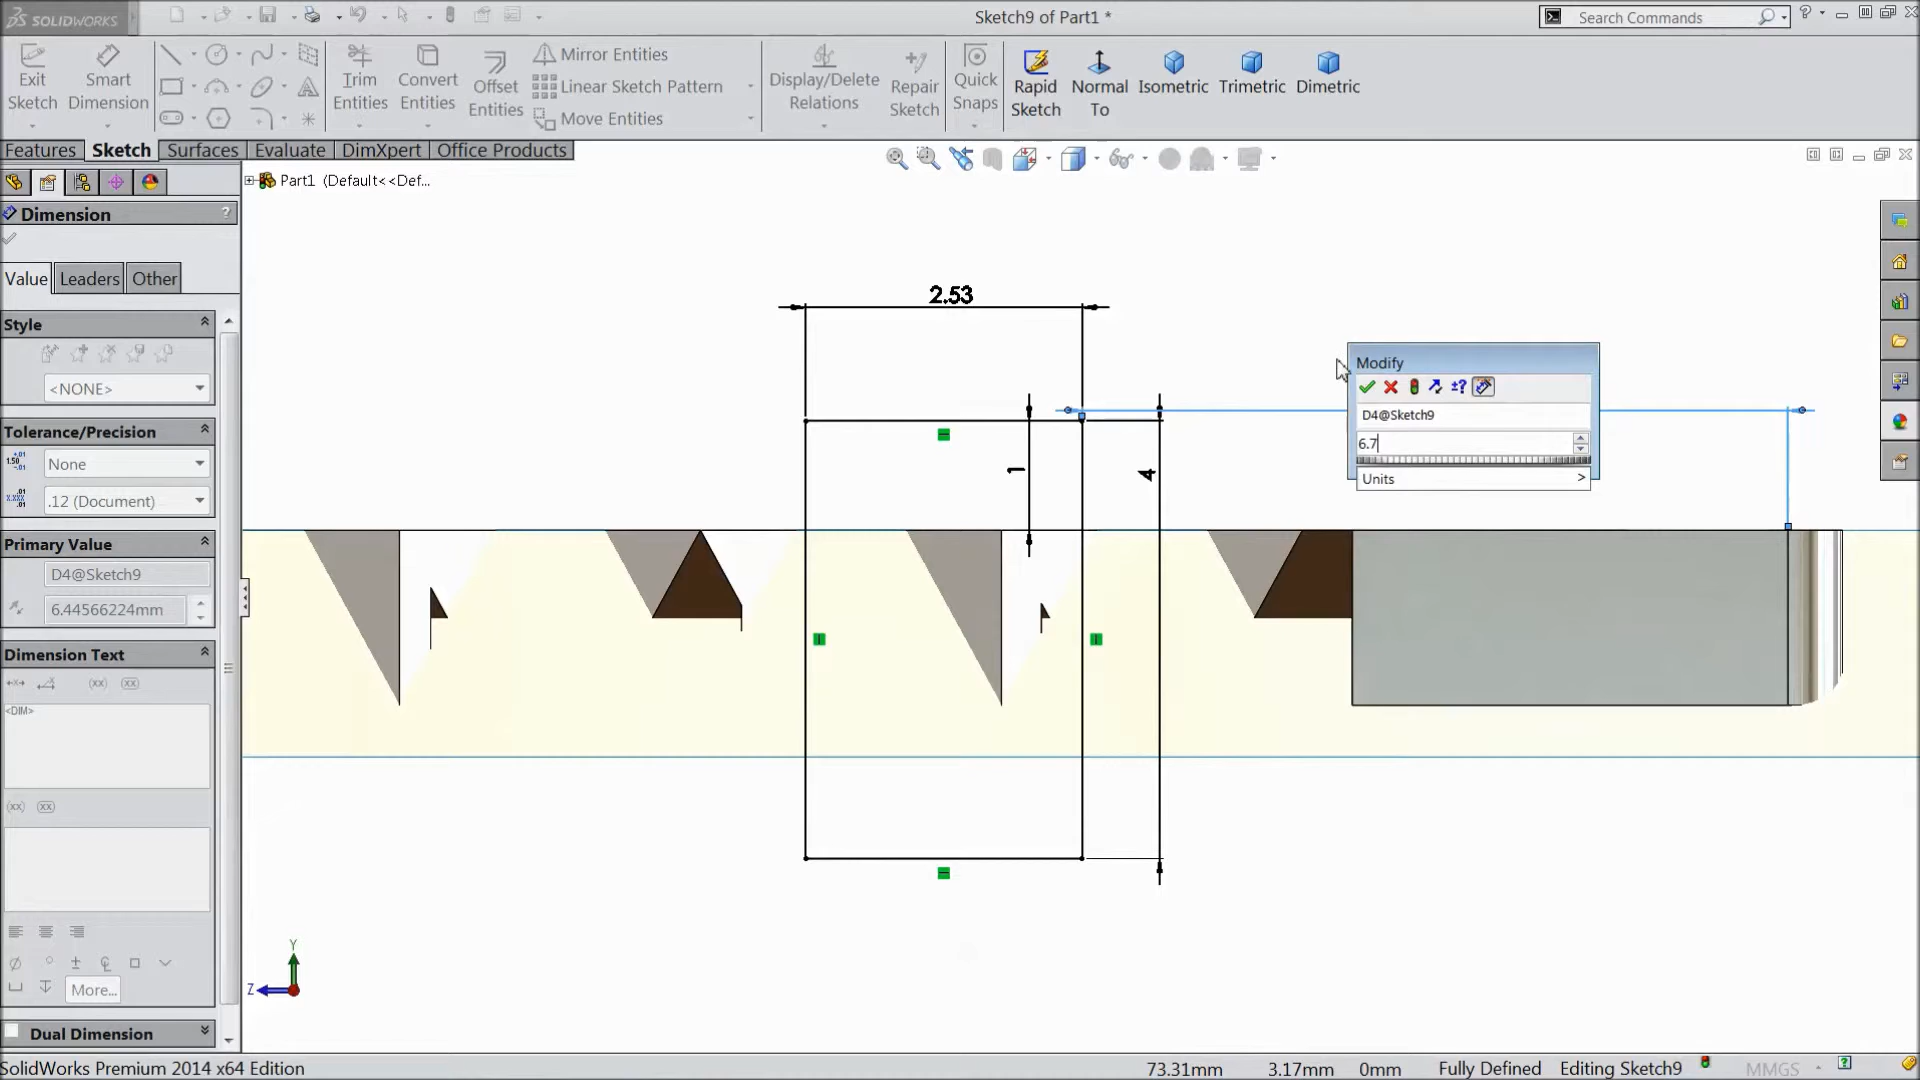 SOLIDWORKS
Sketch9 of Part1 *
Search Commands
Exit Sketch
Smart Dimension
Trim Entities
Convert Entities
Offset Entities
Mirror Entities
Linear Sketch Pattern
Move Entities
Display/Delete Relations
Repair Sketch
Quick Snaps
Rapid Sketch
Normal To
Isometric
Trimetric
Dimetric
Features
Sketch
Surfaces
Evaluate
DimXpert
Office Products
Part1 (Default<<Def...
Dimension
?
Value
Leaders
Other
Style
<NONE>
Tolerance/Precision
None
.12 (Document)
Primary Value
D4@Sketch9
6.44566224mm
Dimension Text
<DIM>
More...
Dual Dimension
2.53
1
4
Modify
D4@Sketch9
6.7
Units >
Y
Z
SolidWorks Premium 2014 x64 Edition
73.31mm
3.17mm
0mm
Fully Defined
Editing Sketch9
MMGS